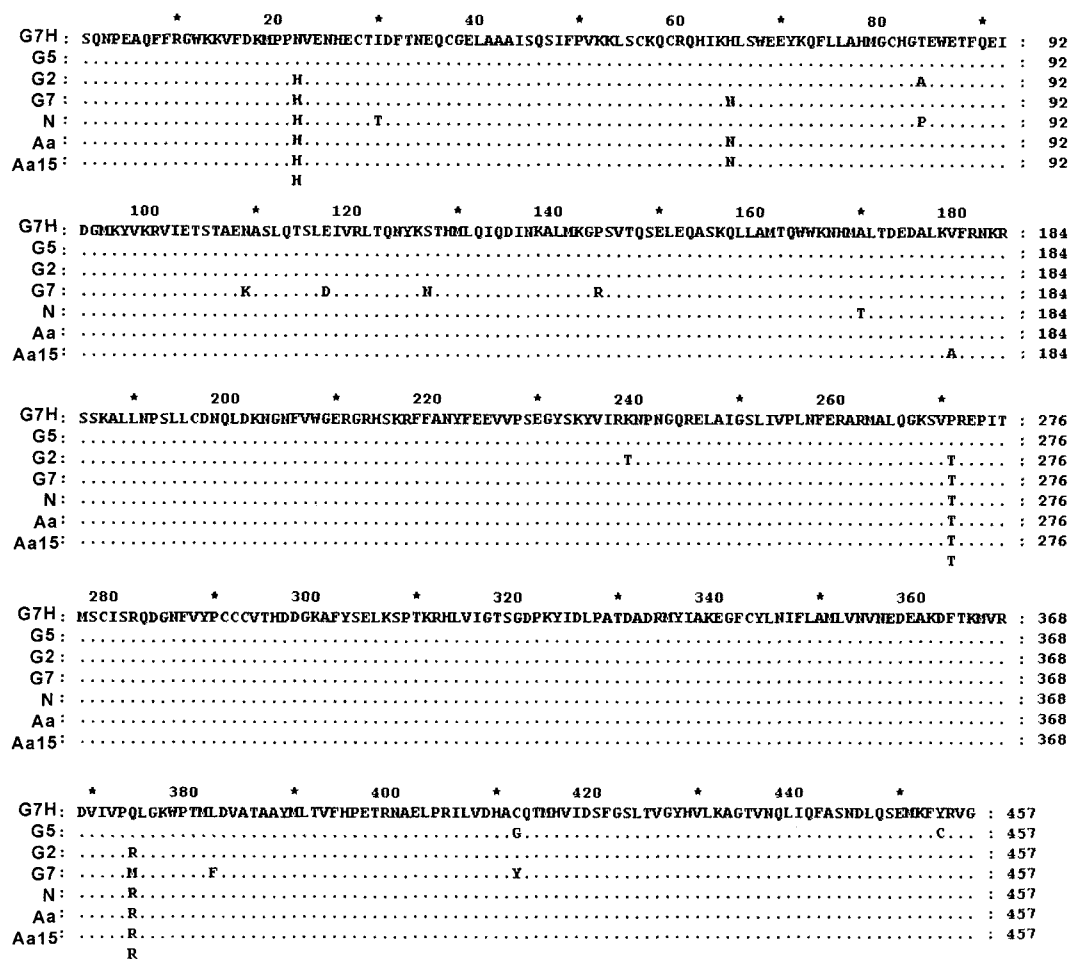 * 20 * 40 * 60 * 80 *
G7H : SQNPEAQFFRGWKKVFDKMPPNVENHECTIDFTNEQCGELAAAISQSIFPVKKLSCKQCRQHIKHLSWEEYKQFLLAHMGCHGTEWETFQEI : 92
G5 : ............................................................................................ : 92
G2 : .....................H.............................................................A........ : 92
G7 : .....................H..........................................N........................... : 92
N : .....................H.......T.....................................................P........ : 92
Aa : .....................H..........................................N........................... : 92
Aa15 : .....................H..........................................N........................... : 92
H
100 * 120 * 140 * 160 * 180
G7H : DGMKYVKRVIETSTAENASLQTSLEIVRLTQNYKSTHMLQIQDINKALMKGPSVTQSELEQASKQLLAMTQWWKNHMALTDEDALKVFRNKR : 184
G5 : ............................................................................................ : 184
G2 : ............................................................................................ : 184
G7 : ................K.......D.........N................R........................................ : 184
N : .............................................................................T.............. : 184
Aa : ............................................................................................ : 184
Aa15 : ......................................................................................A..... : 184
* 200 * 220 * 240 * 260 *
G7H : SSKALLNPSLLCDNQLDKNGNFVWGERGRHSKRFFANYFEEVVPSEGYSKYVIRKNPNGQRELAIGSLIVPLNFERARMALQGKSVPREPIT : 276
G5 : ............................................................................................ : 276
G2 : ......................................................T...............................T..... : 276
G7 : ......................................................................................T..... : 276
N : ......................................................................................T..... : 276
Aa : ......................................................................................T..... : 276
Aa15 : ......................................................................................T..... : 276
T
280 * 300 * 320 * 340 * 360
G7H : MSCISRQDGNFVYPCCCVTHDDGKAFYSELKSPTKRHLVIGTSGDPKYIDLPATDADRMYIAKEGFCYLNIFLAMLVNVNEDEAKDFTKMVR : 368
G5 : ............................................................................................ : 368
G2 : ............................................................................................ : 368
G7 : ............................................................................................ : 368
N : ............................................................................................ : 368
Aa : ............................................................................................ : 368
Aa15 : ............................................................................................ : 368
* 380 * 400 * 420 * 440 *
G7H : DVIVPQLGKWPTMLDVATAAYMLTVFHPETRNAELPRILVDHACQTMHVIDSFGSLTVGYHVLKAGTVNQLIQFASNDLQSEMKFYRVG : 457
G5 : ...........................................G.........................................C... : 457
G2 : .....R................................................................................... : 457
G7 : .....M.......F.............................Y............................................. : 457
N : .....R................................................................................... : 457
Aa : .....R................................................................................... : 457
Aa15 : .....R................................................................................... : 457
R